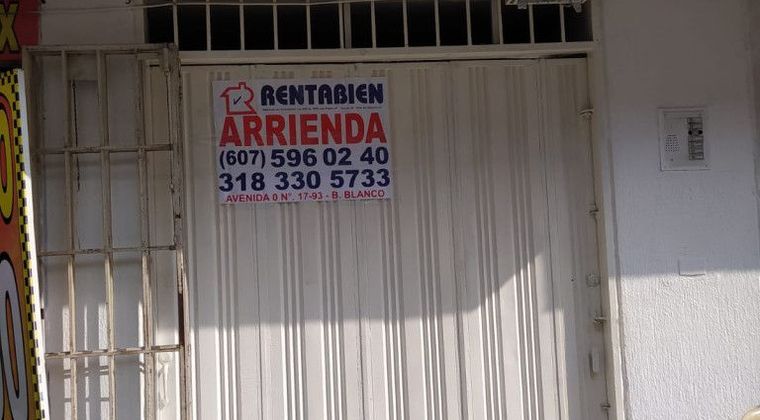 RENTABIEN
ARRIENDA
(607) 596 02 40
318 330 5733
AVENIDA 0 N°. 17-93 - B. BLANCO
X
O